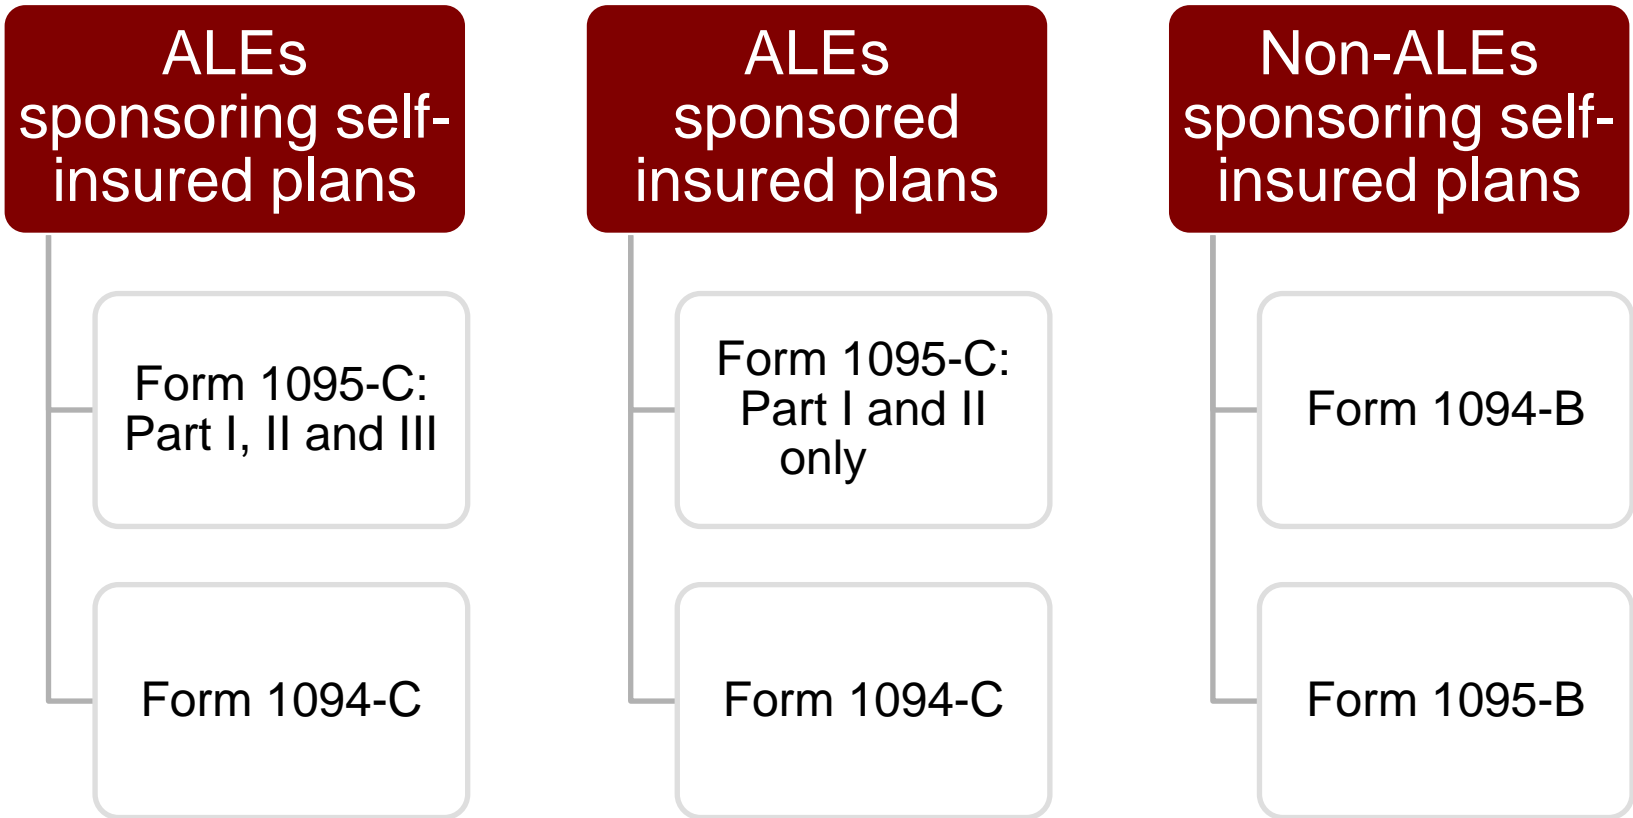 ALEs
sponsoring self-
insured plans
Form 1095-C:
Part I, II and III
Form 1094-C
ALEs
sponsored
insured plans
Form 1095-C:
Part I and II
only
Form 1094-C
Non-ALEs
sponsoring self-
insured plans
Form 1094-B
Form 1095-B